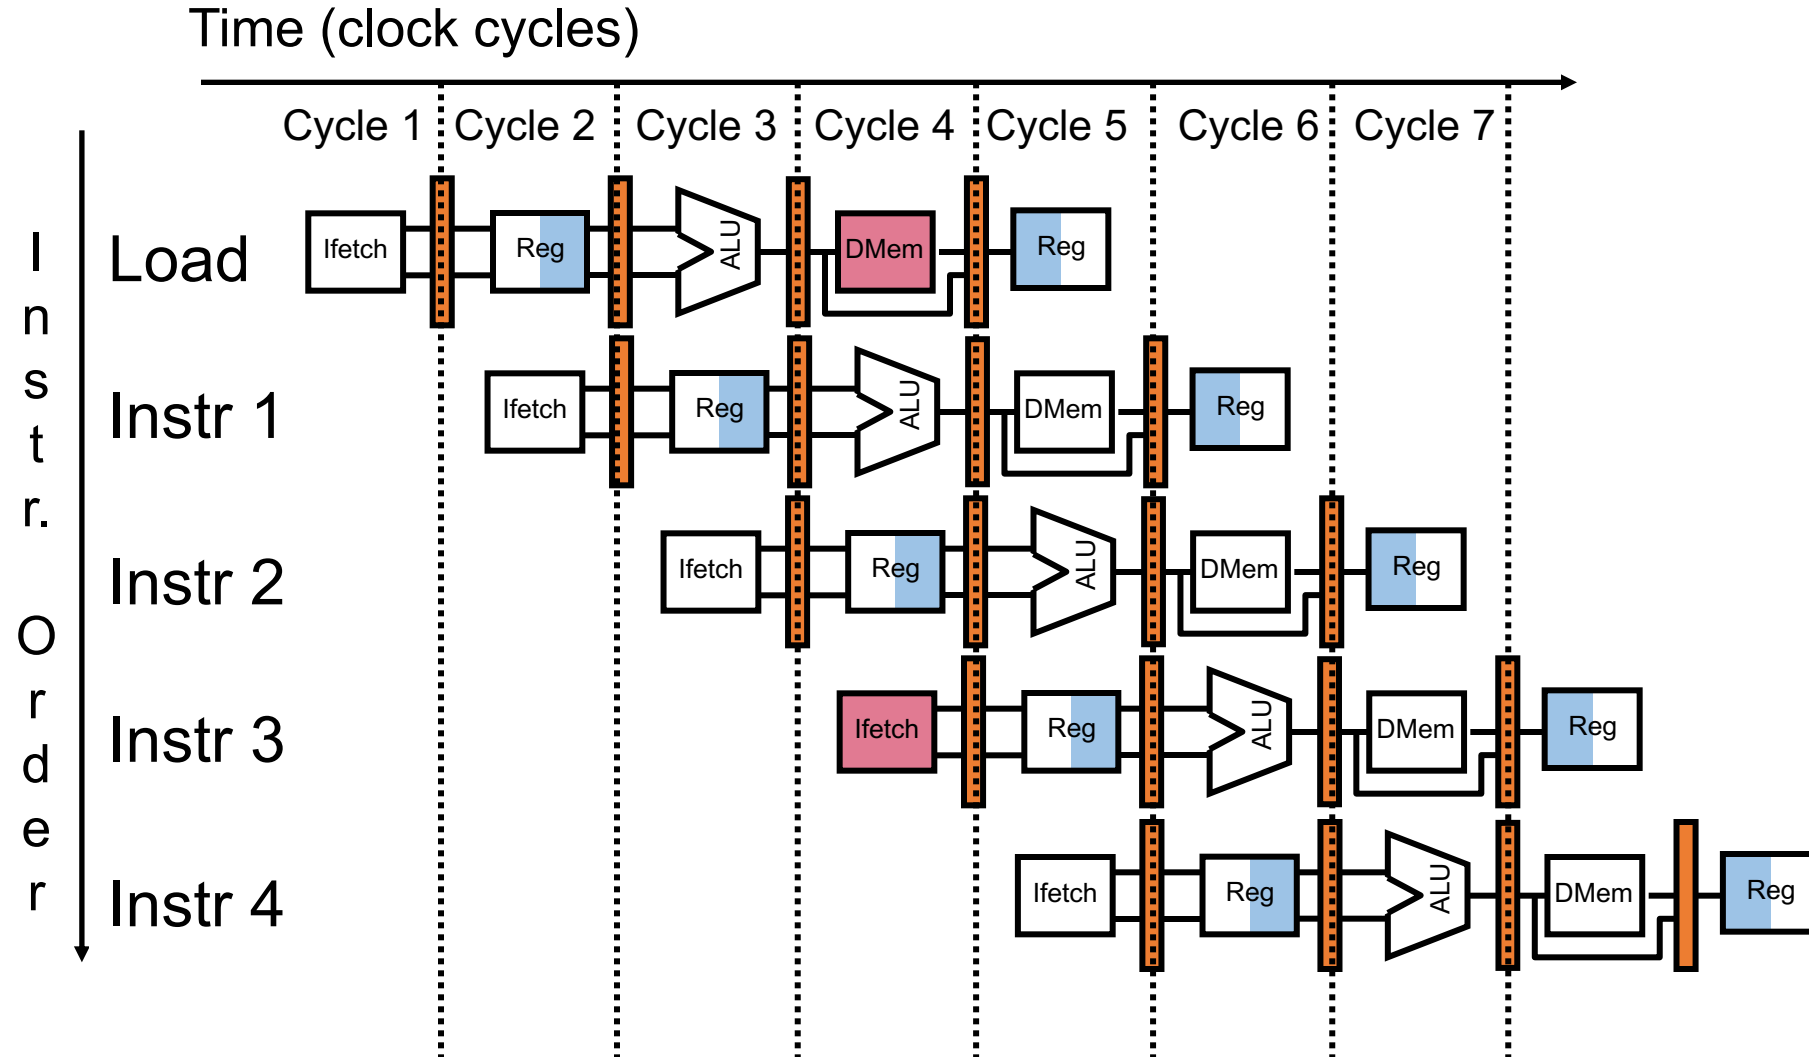 Time (clock cycles)
Cycle 1 Cycle 2 Cycle 3 Cycle 4 Cycle 5 Cycle 6 Cycle 7
Instr. Order
Load Ifetch Reg ALU DMem Reg
Instr 1 Ifetch Reg ALU DMem Reg
Instr 2 Ifetch Reg ALU DMem Reg
Instr 3 Ifetch Reg ALU DMem Reg
Instr 4 Ifetch Reg ALU DMem Reg